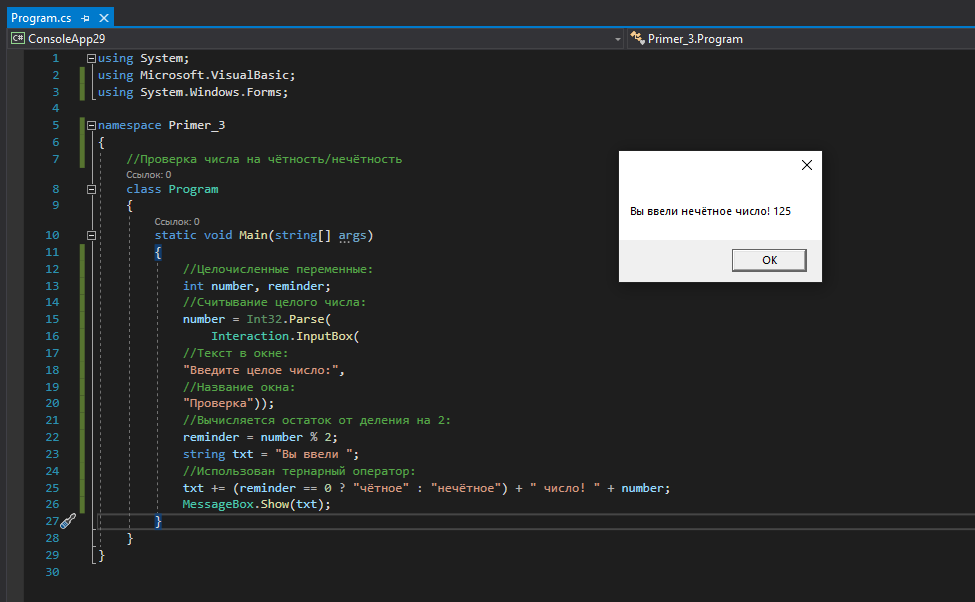 Program.cs
C# ConsoleApp29
Primer_3.Program
1 using System;
2 using Microsoft.VisualBasic;
3 using System.Windows.Forms;
4
5 namespace Primer_3
6 {
7 //Проверка числа на чётность/нечётность
Ссылок: 0
8 class Program
9 {
Ссылок: 0
10 static void Main(string[] args)
11 {
12 //Целочисленные переменные:
13 int number, reminder;
14 //Считывание целого числа:
15 number = Int32.Parse(
16 Interaction.InputBox(
17 //Текст в окне:
18 "Введите целое число:",
19 //Название окна:
20 "Проверка"));
21 //Вычисляется остаток от деления на 2:
22 reminder = number % 2;
23 string txt = "Вы ввели ";
24 //Использован тернарный оператор:
25 txt += (reminder == 0 ? "чётное" : "нечётное") + " число! " + number;
26 MessageBox.Show(txt);
27 }
28 }
29 }
30
Вы ввели нечётное число! 125
OK